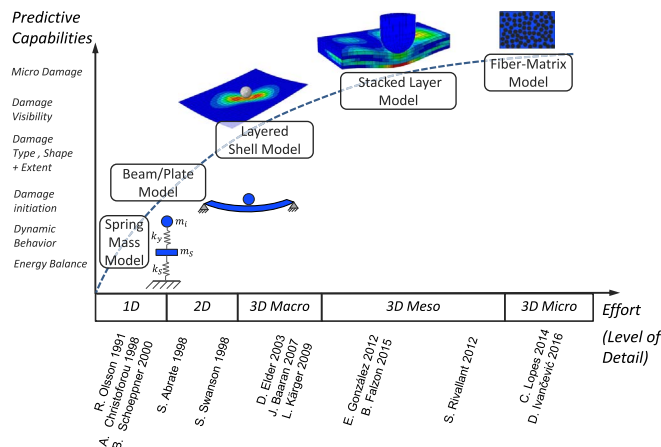 Predictive
Capabilities
Micro Damage
Damage
Visibility
Damage
Type , Shape
+ Extent
Damage
initiation
Dynamic
Behavior
Energy Balance
Spring
Mass
Model
Beam/Plate
Model
Layered
Shell Model
Stacked Layer
Model
Fiber-Matrix
Model
m_i
k_y
m_s
k_s
1D
2D
3D Macro
3D Meso
3D Micro
Effort
(Level of
Detail)
R. Olsson 1991
A. Christoforou 1998
B. Schoeppner 2000
S. Abrate 1998
S. Swanson 1998
D. Elder 2003
J. Baaran 2007
L. Kärger 2009
E. González 2012
B. Falzon 2015
S. Rivallant 2012
C. Lopes 2014
D. Ivančević 2016